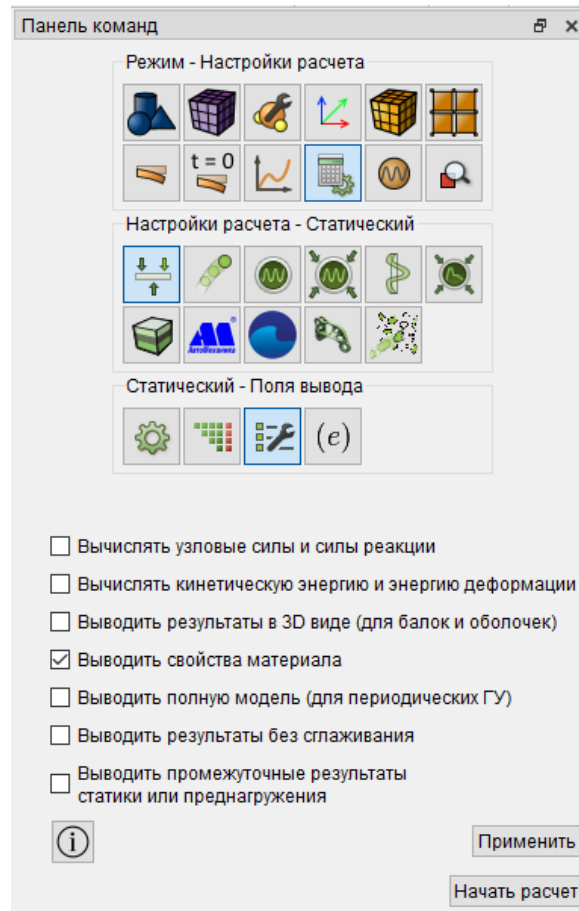 Панель команд
Режим - Настройки расчета
t = 0
Настройки расчета - Статический
АвтоМеханика
Статический - Поля вывода
(e)
Вычислять узловые силы и силы реакции
Вычислять кинетическую энергию и энергию деформации
Выводить результаты в 3D виде (для балок и оболочек)
Выводить свойства материала
Выводить полную модель (для периодических ГУ)
Выводить результаты без сглаживания
Выводить промежуточные результаты
статики или преднагружения
Применить
Начать расчет